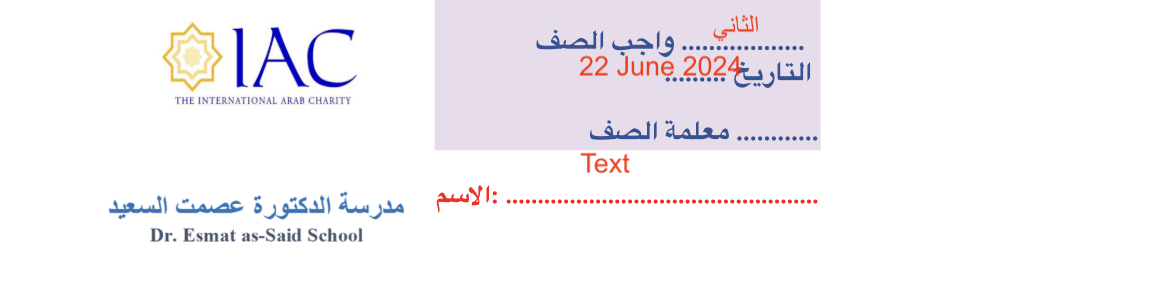 IAC
THE INTERNATIONAL ARAB CHARITY
مدرسة الدكتورة عصمت السعيد
Dr. Esmat as-Said School
الثاني
.................. واجب الصف
22 June 2024
التاريخ .........
............ معلمة الصف
Text
الاسم: .................................................